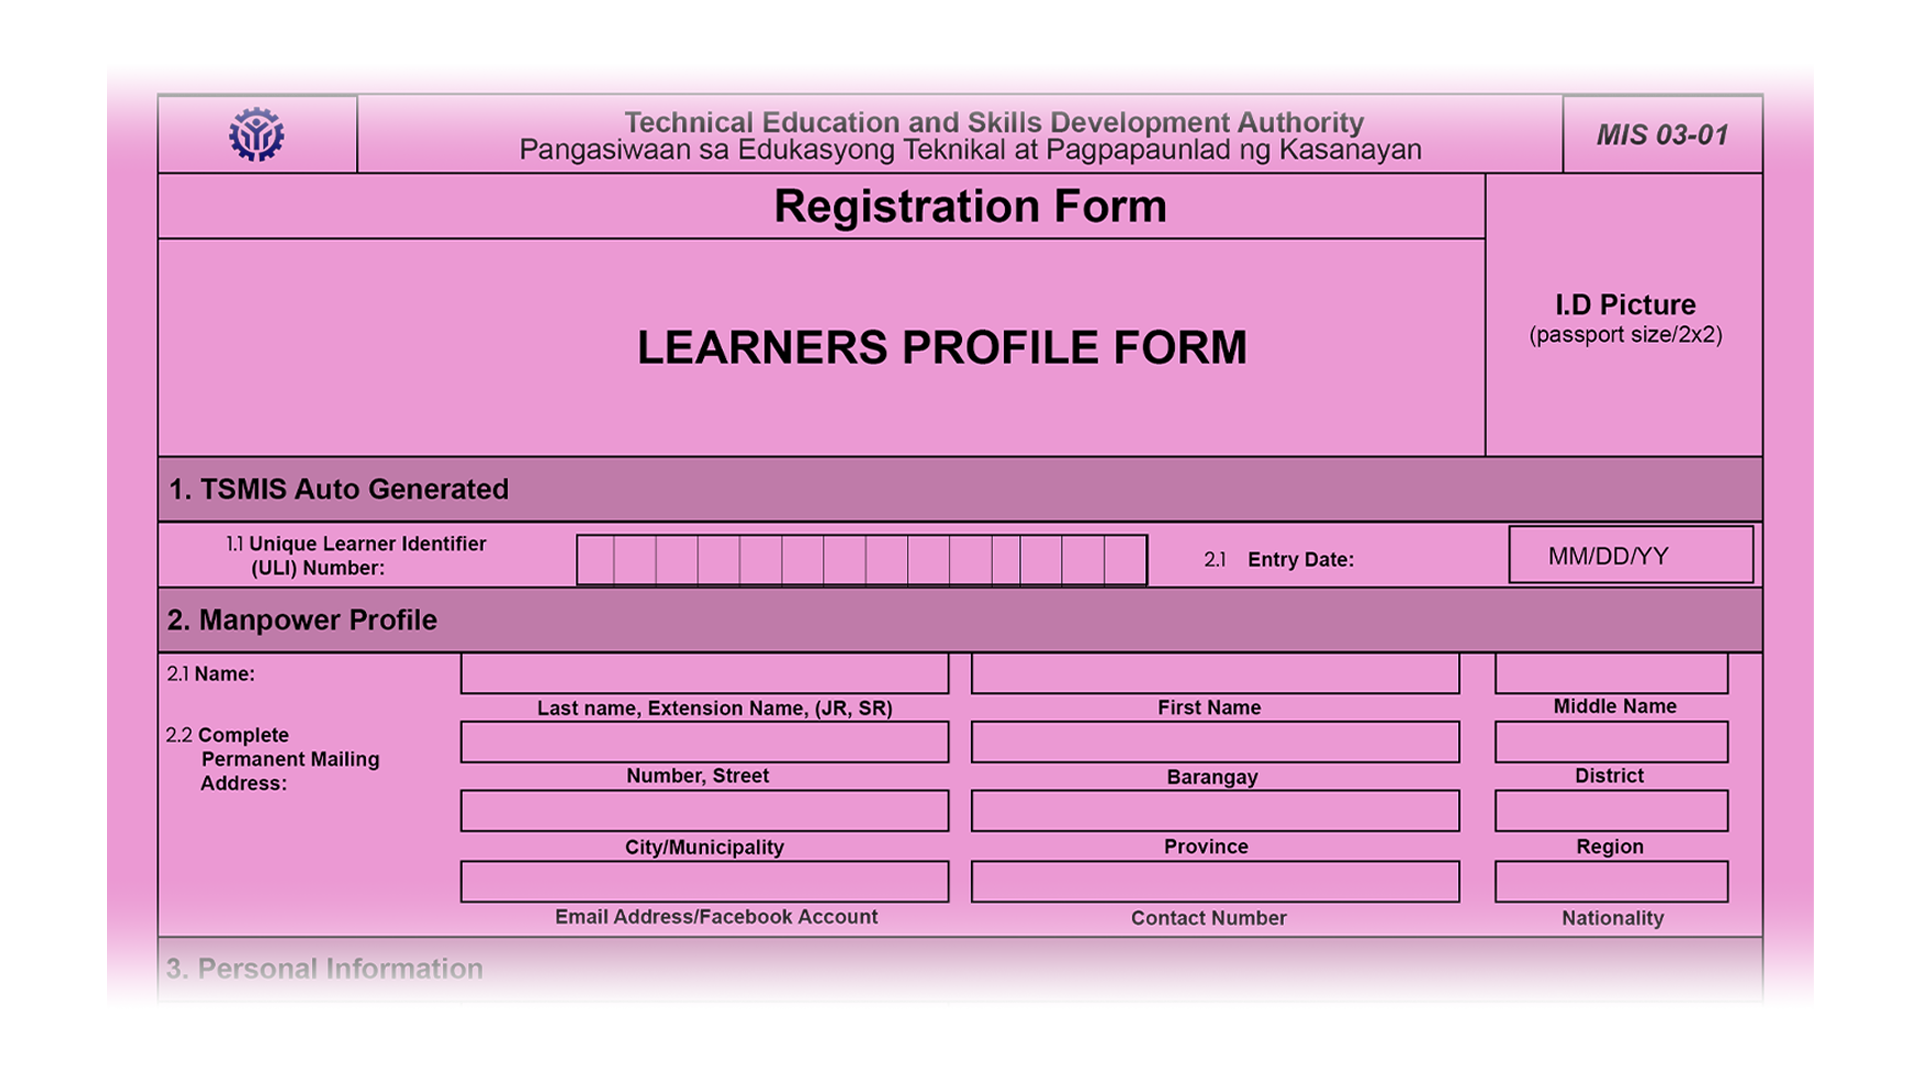 Technical Education and Skills Development Authority
Pangasiwaan sa Edukasyong Teknikal at Pagpapaunlad ng Kasanayan
MIS 03-01
Registration Form
LEARNERS PROFILE FORM
I.D Picture
(passport size/2x2)
1. TSMIS Auto Generated
1.1 Unique Learner Identifier
(ULI) Number:
2.1 Entry Date:
MM/DD/YY
2. Manpower Profile
2.1 Name:
Last name, Extension Name, (JR, SR)
First Name
Middle Name
2.2 Complete
Permanent Mailing
Address:
Number, Street
Barangay
District
City/Municipality
Province
Region
Email Address/Facebook Account
Contact Number
Nationality
3. Personal Information